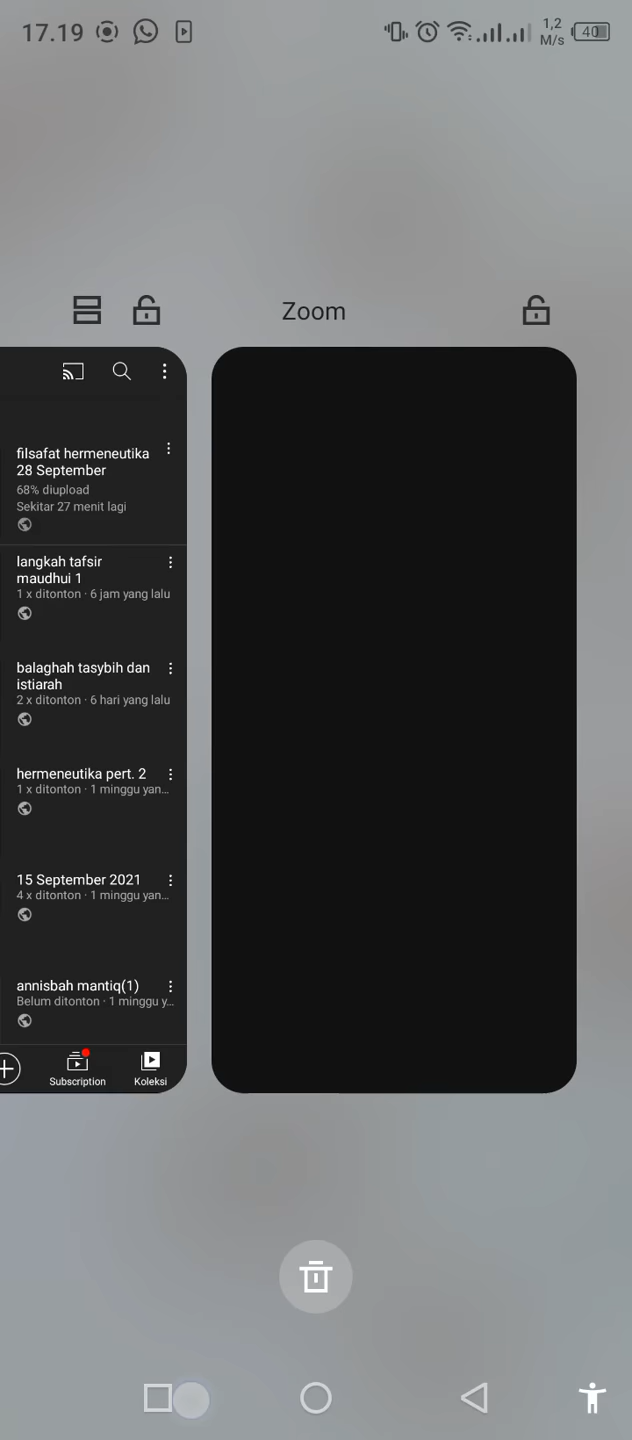 17.19
1,2
M/s
40
Zoom
filsafat hermeneutika
28 September
68% diupload
Sekitar 27 menit lagi
langkah tafsir
maudhui 1
1 x ditonton · 6 jam yang lalu
balaghah tasybih dan
istiarah
2 x ditonton · 6 hari yang lalu
hermeneutika pert. 2
1 x ditonton · 1 minggu yan...
15 September 2021
4 x ditonton · 1 minggu yan...
annisbah mantiq(1)
Belum ditonton · 1 minggu y...
Subscription
Koleksi